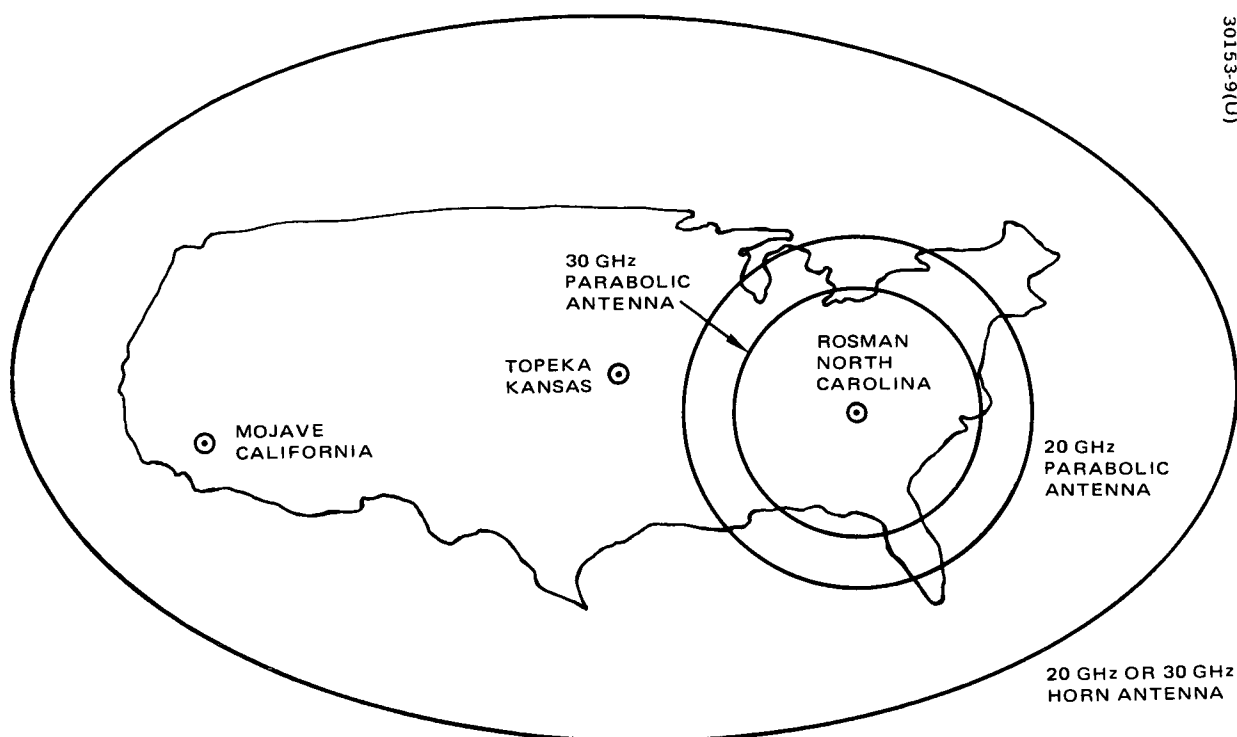 30153-9(U)
30 GHz
PARABOLIC
ANTENNA
ROSMAN
NORTH
CAROLINA
TOPEKA
KANSAS
MOJAVE
CALIFORNIA
20 GHz
PARABOLIC
ANTENNA
20 GHz OR 30 GHz
HORN ANTENNA